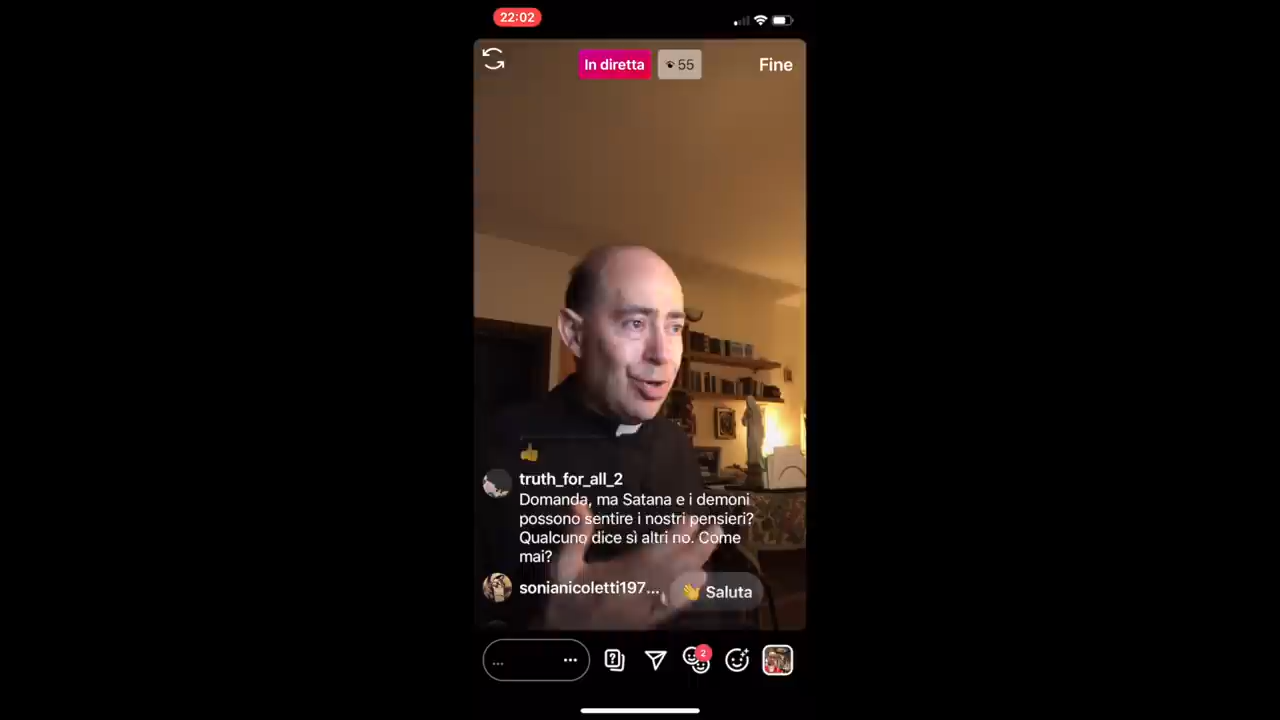 22:02
In diretta
55
Fine
truth_for_all_2
Domanda, ma Satana e i demoni
possono sentire i nostri pensieri?
Qualcuno dice sì altri no. Come
mai?
sonianicoletti197...
Saluta
...
2